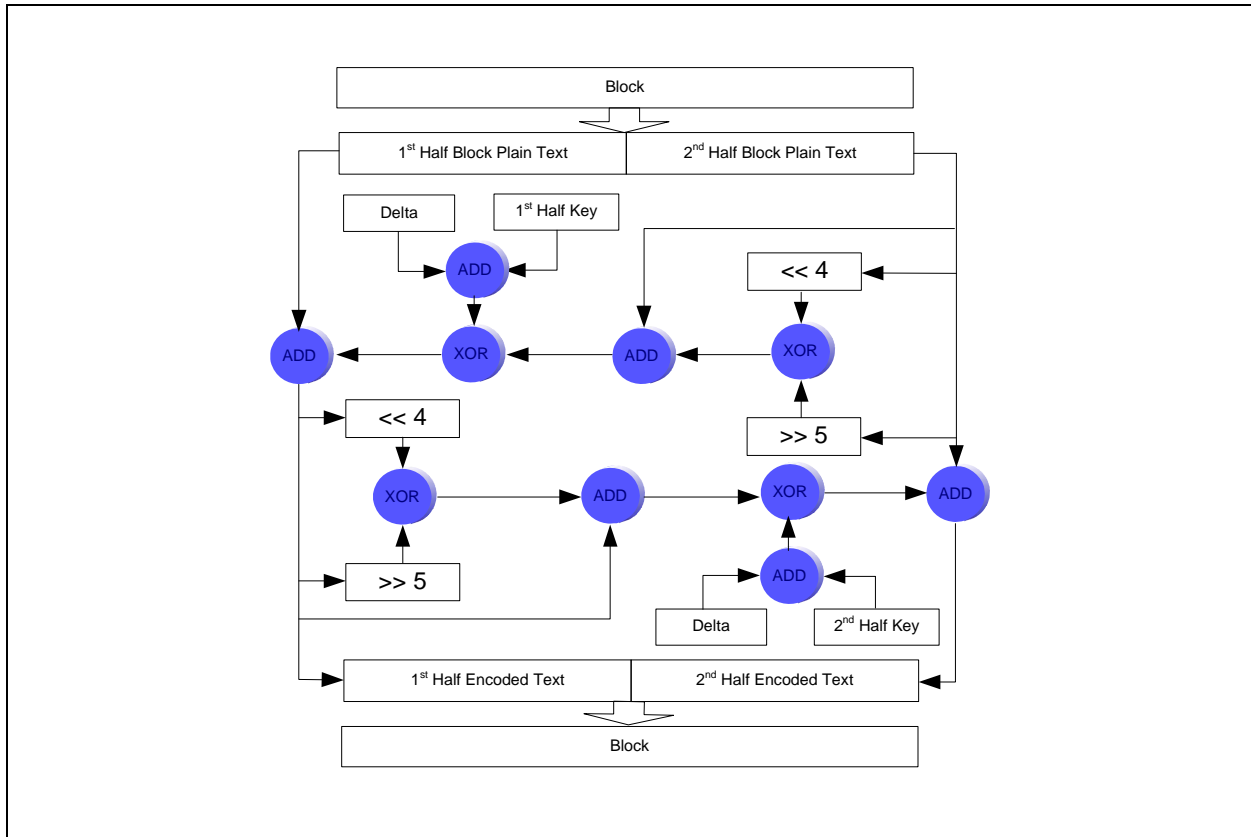 Block
1st Half Block Plain Text
2nd Half Block Plain Text
Delta
1st Half Key
ADD
<< 4
ADD
XOR
ADD
XOR
<< 4
>> 5
XOR
ADD
XOR
ADD
>> 5
ADD
Delta
2nd Half Key
1st Half Encoded Text
2nd Half Encoded Text
Block